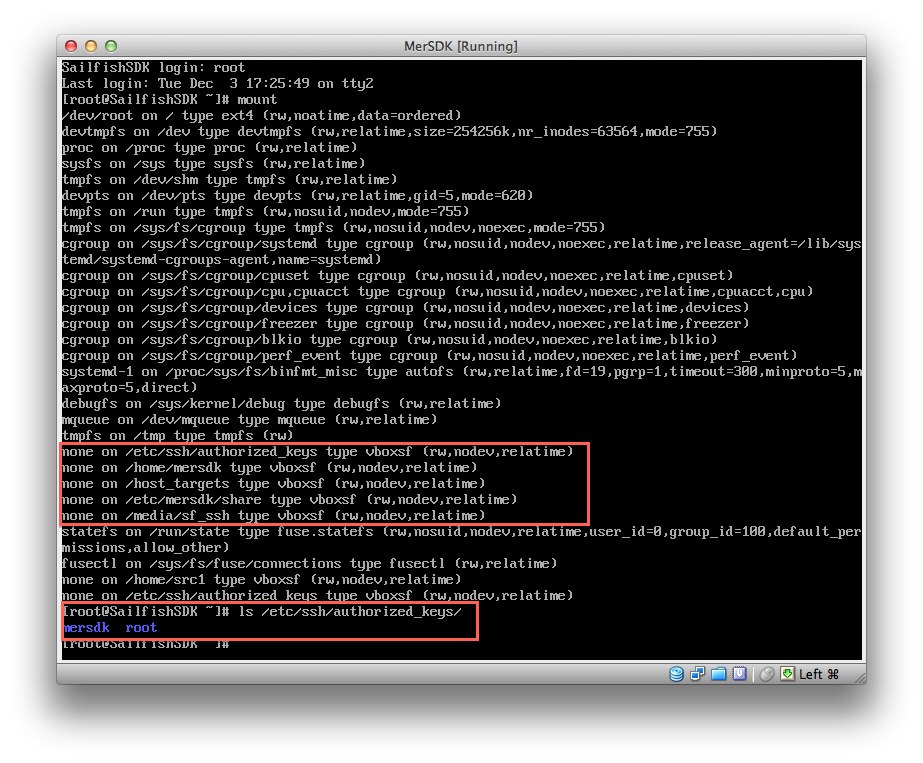 MerSDK [Running]
SailfishSDK login: root
Last login: Tue Dec  3 17:25:49 on tty2
[root@SailfishSDK ~]# mount
/dev/root on / type ext4 (rw,noatime,data=ordered)
devtmpfs on /dev type devtmpfs (rw,relatime,size=254256k,nr_inodes=63564,mode=755)
proc on /proc type proc (rw,relatime)
sysfs on /sys type sysfs (rw,relatime)
tmpfs on /dev/shm type tmpfs (rw,relatime)
devpts on /dev/pts type devpts (rw,relatime,gid=5,mode=620)
tmpfs on /run type tmpfs (rw,nosuid,nodev,mode=755)
tmpfs on /sys/fs/cgroup type tmpfs (rw,nosuid,nodev,noexec,mode=755)
cgroup on /sys/fs/cgroup/systemd type cgroup (rw,nosuid,nodev,noexec,relatime,release_agent=/lib/sys
temd/systemd-cgroups-agent,name=systemd)
cgroup on /sys/fs/cgroup/cpuset type cgroup (rw,nosuid,nodev,noexec,relatime,cpuset)
cgroup on /sys/fs/cgroup/cpu,cpuacct type cgroup (rw,nosuid,nodev,noexec,relatime,cpuacct,cpu)
cgroup on /sys/fs/cgroup/devices type cgroup (rw,nosuid,nodev,noexec,relatime,devices)
cgroup on /sys/fs/cgroup/freezer type cgroup (rw,nosuid,nodev,noexec,relatime,freezer)
cgroup on /sys/fs/cgroup/blkio type cgroup (rw,nosuid,nodev,noexec,relatime,blkio)
cgroup on /sys/fs/cgroup/perf_event type cgroup (rw,nosuid,nodev,noexec,relatime,perf_event)
systemd-1 on /proc/sys/fs/binfmt_misc type autofs (rw,relatime,fd=19,pgrp=1,timeout=300,minproto=5,m
axproto=5,direct)
debugfs on /sys/kernel/debug type debugfs (rw,relatime)
mqueue on /dev/mqueue type mqueue (rw,relatime)
tmpfs on /tmp type tmpfs (rw)
none on /etc/ssh/authorized_keys type vboxsf (rw,nodev,relatime)
none on /home/mersdk type vboxsf (rw,nodev,relatime)
none on /host_targets type vboxsf (rw,nodev,relatime)
none on /etc/mersdk/share type vboxsf (rw,nodev,relatime)
none on /media/sf_ssh type vboxsf (rw,nodev,relatime)
statefs on /run/state type fuse.statefs (rw,nosuid,nodev,relatime,user_id=0,group_id=100,default_per
missions,allow_other)
fusectl on /sys/fs/fuse/connections type fusectl (rw,relatime)
none on /home/src1 type vboxsf (rw,nodev,relatime)
none on /etc/ssh/authorized_keys type vboxsf (rw,nodev,relatime)
[root@SailfishSDK ~]# ls /etc/ssh/authorized_keys/
mersdk  root
[root@SailfishSDK ~]#
Left ⌘